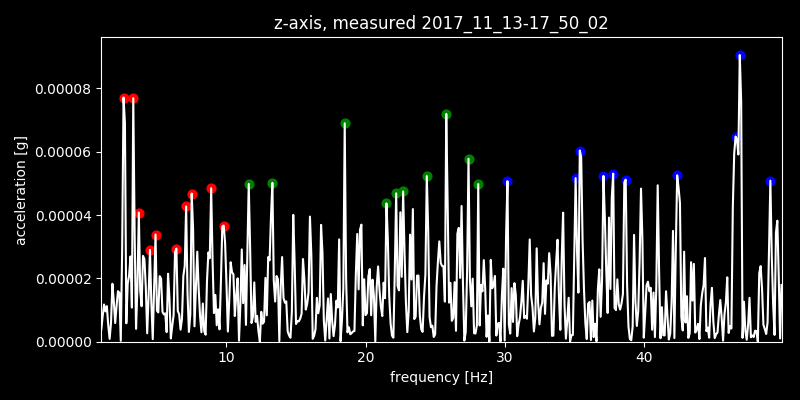 z-axis, measured 2017_11_13-17_50_02
0.00008
0.00006
0.00004
0.00002
0.00000
acceleration [g]
10 20 30 40
frequency [Hz]